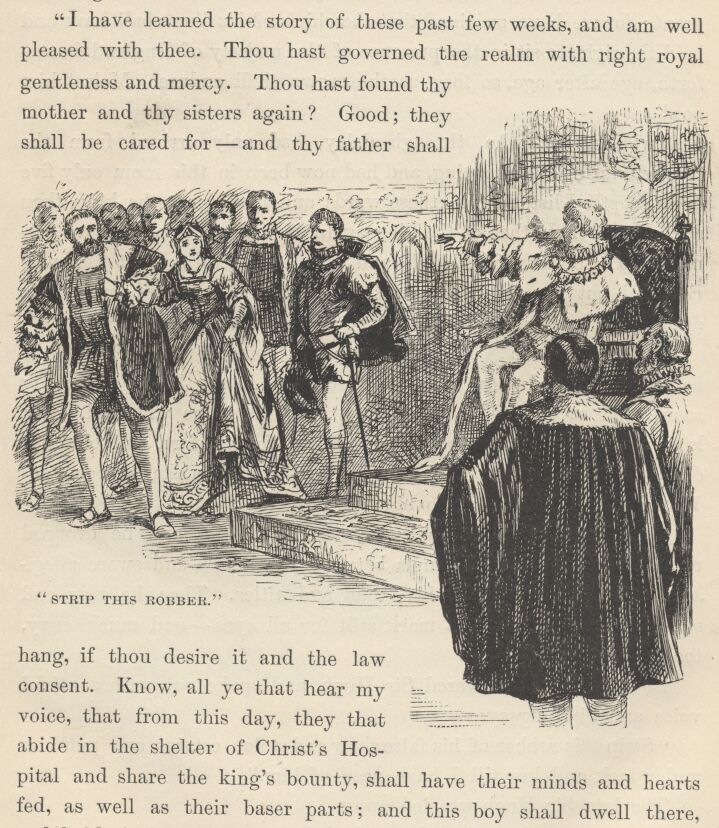 "I have learned the story of these past few weeks, and am well
pleased with thee. Thou hast governed the realm with right royal
gentleness and mercy. Thou hast found thy
mother and thy sisters again? Good; they
shall be cared for—and thy father shall
"STRIP THIS ROBBER."
hang, if thou desire it and the law
consent. Know, all ye that hear my
voice, that from this day, they that
abide in the shelter of Christ's Hos-
pital and share the king's bounty, shall have their minds and hearts
fed, as well as their baser parts; and this boy shall dwell there,